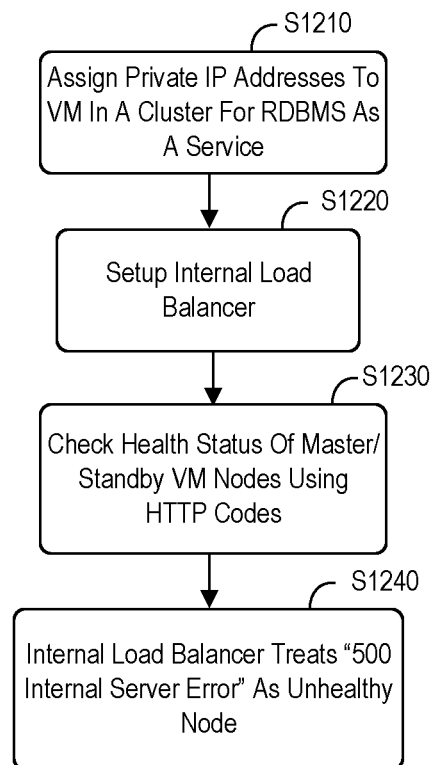 S1210
Assign Private IP Addresses To
VM In A Cluster For RDBMS As
A Service
S1220
Setup Internal Load
Balancer
S1230
Check Health Status Of Master/
Standby VM Nodes Using
HTTP Codes
S1240
Internal Load Balancer Treats “500
Internal Server Error” As Unhealthy
Node